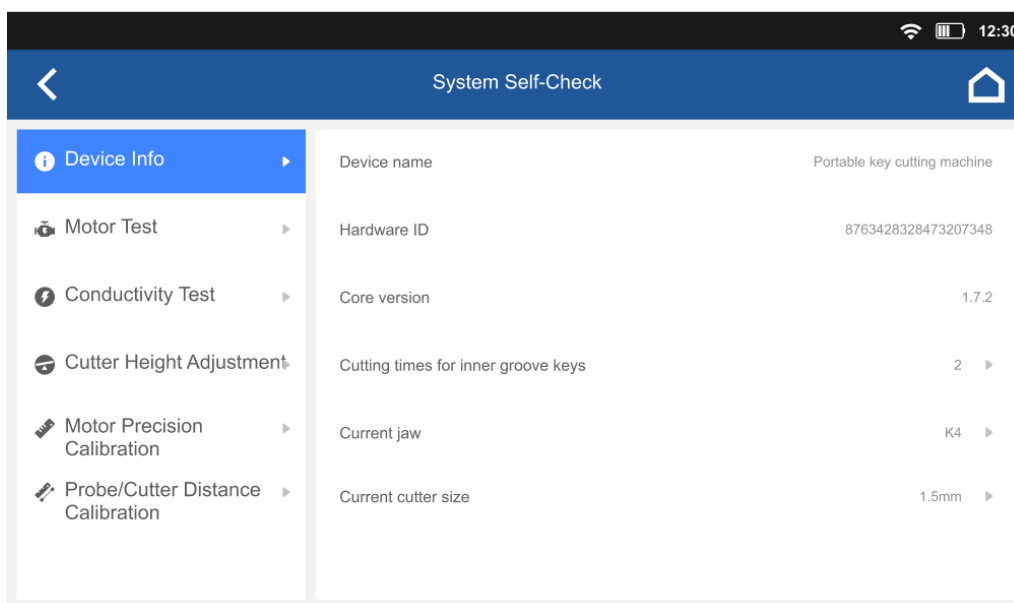 12:30
System Self-Check
Device Info
Motor Test
Conductivity Test
Cutter Height Adjustment
Motor Precision
Calibration
Probe/Cutter Distance
Calibration
Device name
Portable key cutting machine
Hardware ID
8763428328473207348
Core version
1.7.2
Cutting times for inner groove keys
2
Current jaw
K4
Current cutter size
1.5mm